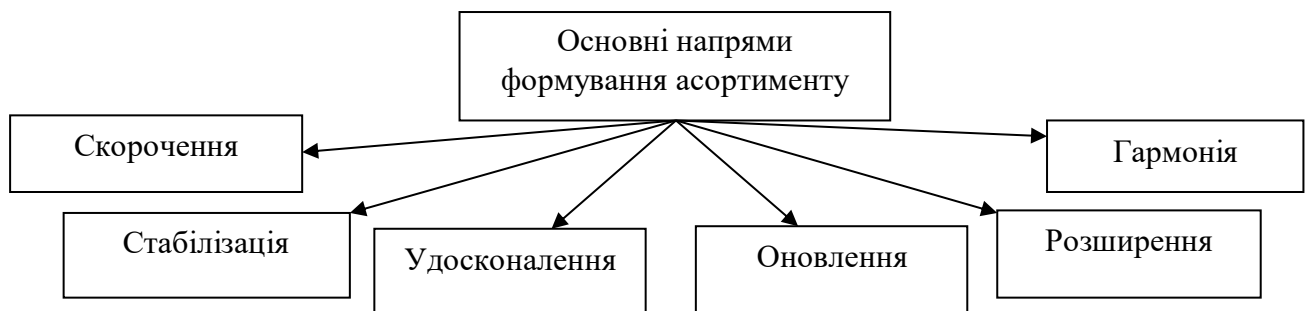 Основні напрями
формування асортименту
Скорочення
Гармонія
Стабілізація
Удосконалення
Оновлення
Розширення